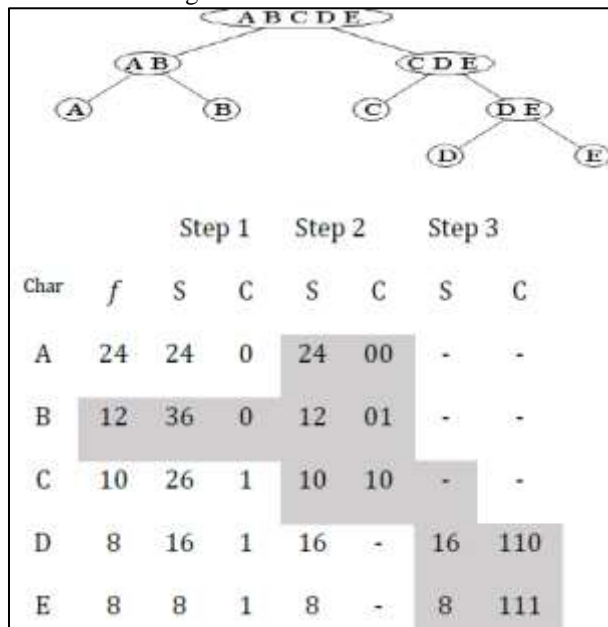 A B C D E
A B
C D E
A
B
C
D E
D
E
Step 1 Step 2 Step 3
Char f S C S C S C
A 24 24 0 24 00 - -
B 12 36 0 12 01 - -
C 10 26 1 10 10 - -
D 8 16 1 16 - 16 110
E 8 8 1 8 - 8 111